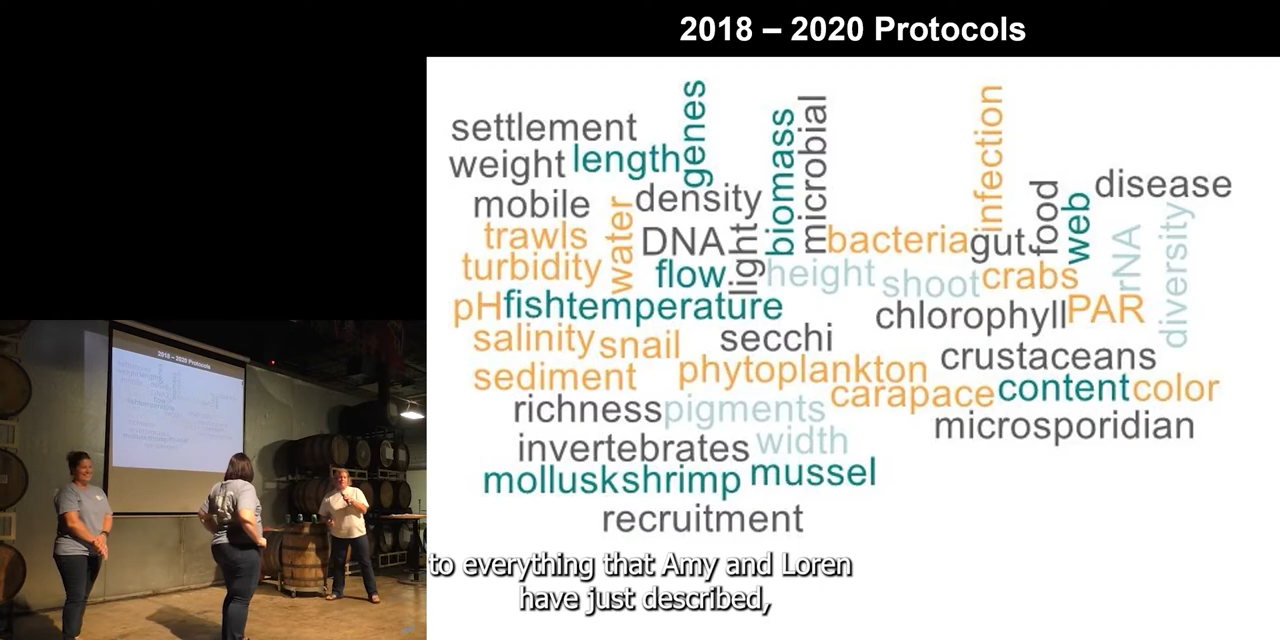 2018 – 2020 Protocols
settlement
genes
biomass
microbial
infection
weight length
disease
mobile
density
food
web
trawls
water
DNA
light
bacteria
gut
rNA
diversity
turbidity
flow
height
shoot
crabs
pH
fish
temperature
chlorophyll
PAR
salinity
snail
secchi
crustaceans
sediment
phytoplankton
carapace
content
color
richness
pigments
microsporidian
invertebrates
width
mollusk
shrimp
mussel
recruitment
to everything that Amy and Loren
have just described,
2018 – 2020 Protocols